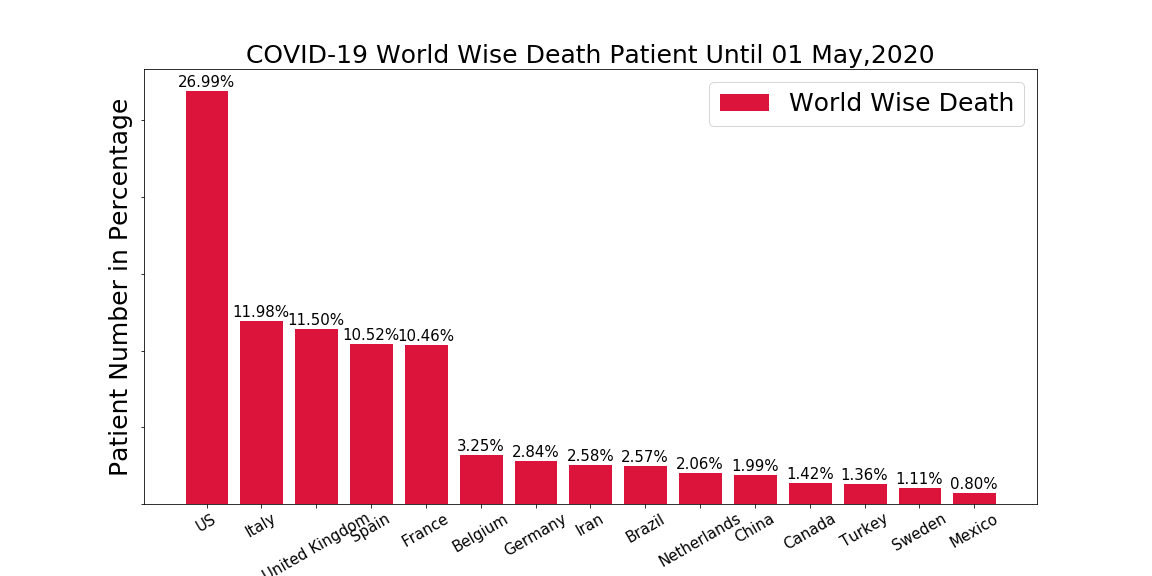 COVID-19 World Wise Death Patient Until 01 May,2020
World Wise Death
Patient Number in Percentage
26.99%
11.98%
11.50%
10.52%
10.46%
3.25%
2.84%
2.58%
2.57%
2.06%
1.99%
1.42%
1.36%
1.11%
0.80%
US
Italy
United Kingdom
Spain
France
Belgium
Germany
Iran
Brazil
Netherlands
China
Canada
Turkey
Sweden
Mexico